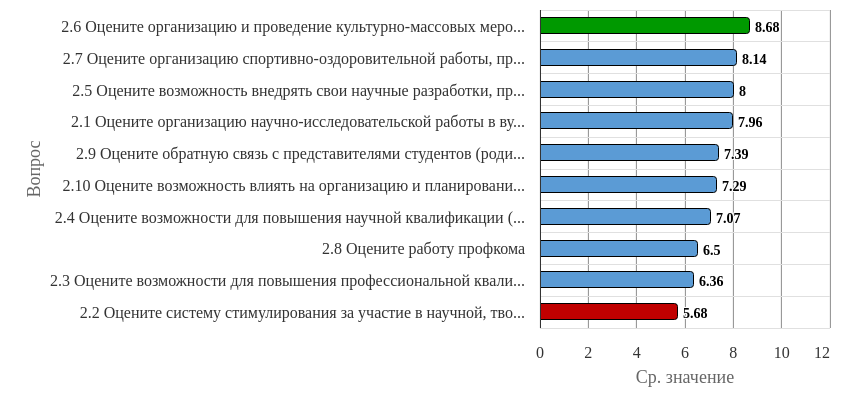 2.6 Оцените организацию и проведение культурно-массовых меро... 8.68
2.7 Оцените организацию спортивно-оздоровительной работы, пр... 8.14
2.5 Оцените возможность внедрять свои научные разработки, пр... 8
2.1 Оцените организацию научно-исследовательской работы в ву... 7.96
2.9 Оцените обратную связь с представителями студентов (роди... 7.39
2.10 Оцените возможность влиять на организацию и планировани... 7.29
2.4 Оцените возможности для повышения научной квалификации (... 7.07
2.8 Оцените работу профкома 6.5
2.3 Оцените возможности для повышения профессиональной квали... 6.36
2.2 Оцените систему стимулирования за участие в научной, тво... 5.68
Вопрос
0 2 4 6 8 10 12
Ср. значение